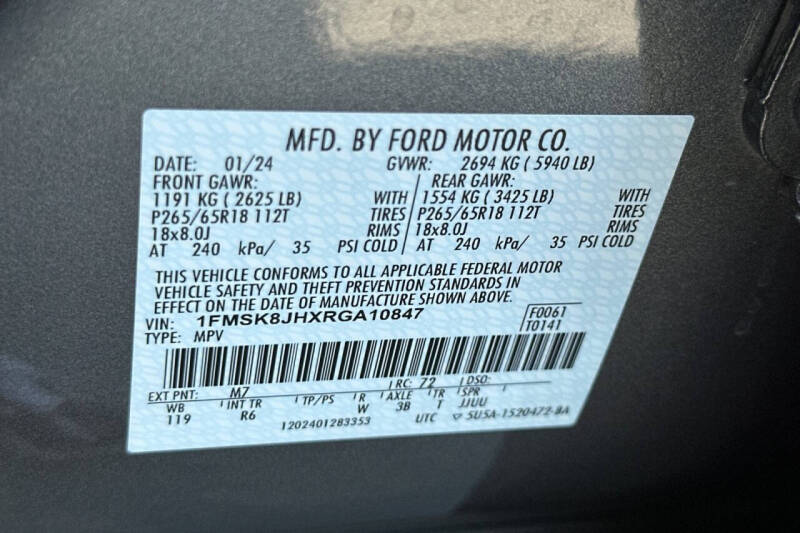 MFD. BY FORD MOTOR CO.
DATE: 01/24 GVWR: 2694 KG ( 5940 LB)
FRONT GAWR: REAR GAWR:
1191 KG ( 2625 LB) WITH 1554 KG ( 3425 LB) WITH
P265/65R18 112T TIRES P265/65R18 112T TIRES
18x8.0J RIMS 18x8.0J RIMS
AT 240 kPa/ 35 PSI COLD AT 240 kPa/ 35 PSI COLD
THIS VEHICLE CONFORMS TO ALL APPLICABLE FEDERAL MOTOR
VEHICLE SAFETY AND THEFT PREVENTION STANDARDS IN
EFFECT ON THE DATE OF MANUFACTURE SHOWN ABOVE.
VIN: 1FMSK8JHXRGA10847 F0061
TYPE: MPV T0141
EXT PNT: M7 RC: 72 DSO:
WB INT TR TP/PS R AXLE TR SPR
119 R6 W 3B T JJUU
1202401283353 UTC 5U5A-1520472-BA